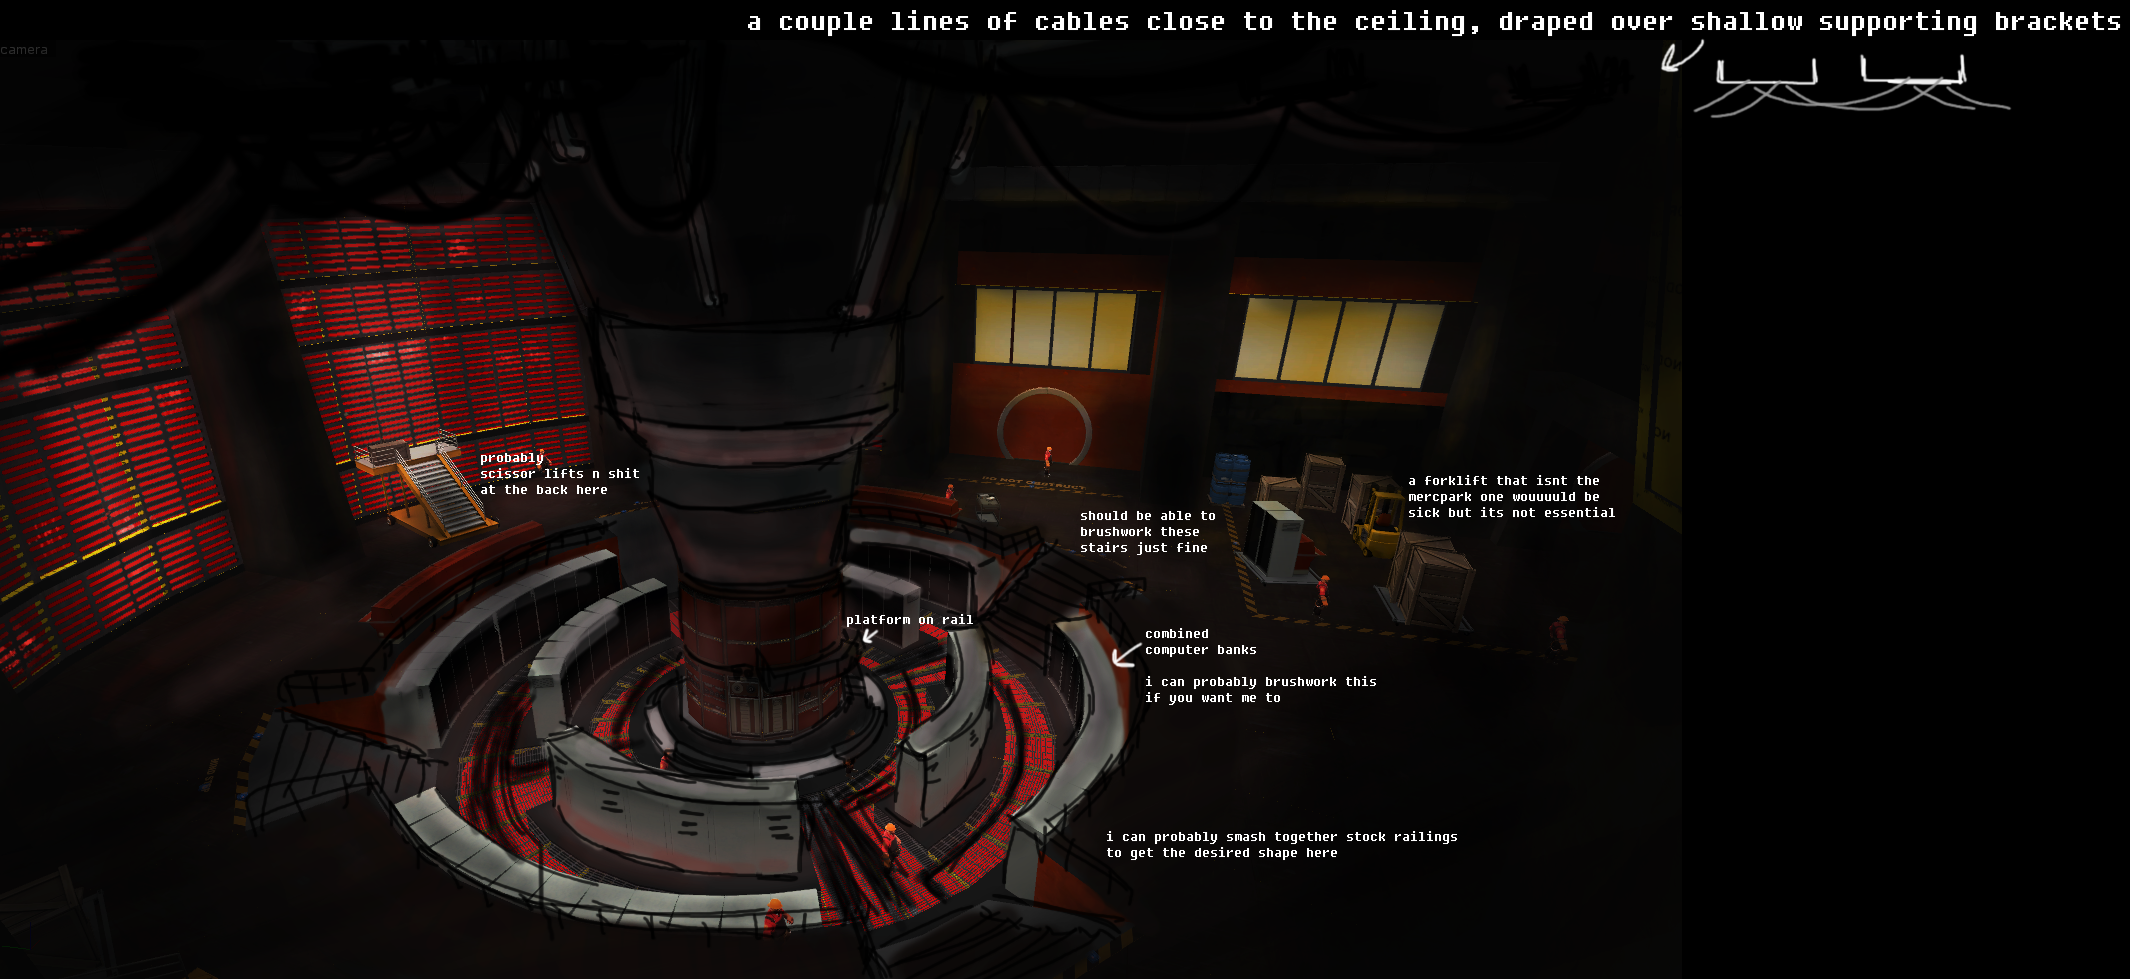 a couple lines of cables close to the ceiling, draped over shallow supporting brackets
camera
probably
scissor lifts n shit
at the back here
a forklift that isnt the
mercpark one wouuuuld be
sick but its not essential
should be able to
brushwork these
stairs just fine
platform on rail
combined
computer banks
i can probably brushwork this
if you want me to
i can probably smash together stock railings
to get the desired shape here